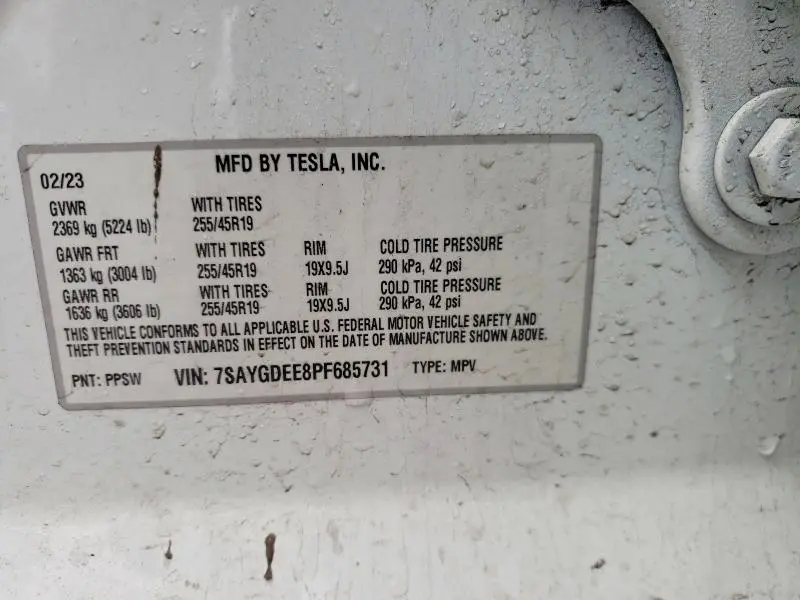 MFD BY TESLA, INC.
02/23
GVWR WITH TIRES
2369 kg (5224 lb) 255/45R19
GAWR FRT WITH TIRES RIM COLD TIRE PRESSURE
1363 kg (3004 lb) 255/45R19 19X9.5J 290 kPa, 42 psi
GAWR RR WITH TIRES RIM COLD TIRE PRESSURE
1636 kg (3606 lb) 255/45R19 19X9.5J 290 kPa, 42 psi
THIS VEHICLE CONFORMS TO ALL APPLICABLE U.S. FEDERAL MOTOR VEHICLE SAFETY AND
THEFT PREVENTION STANDARDS IN EFFECT ON THE DATE OF MANUFACTURE SHOWN ABOVE.
PNT: PPSW VIN: 7SAYGDEE8PF685731 TYPE: MPV